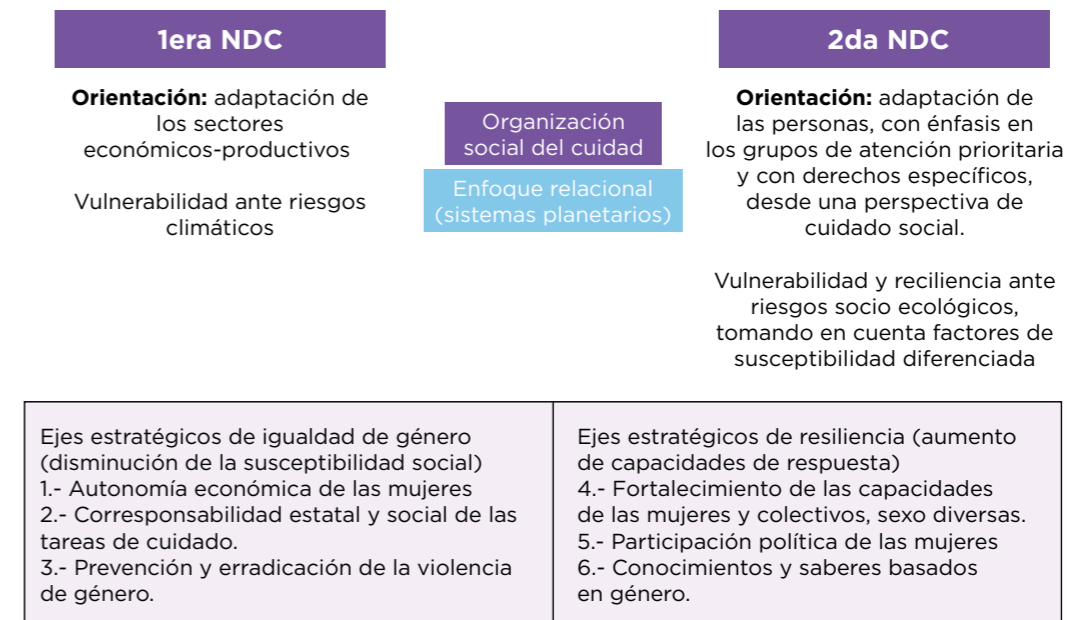 1era NDC
Orientación: adaptación de
los sectores
económicos-productivos
Vulnerabilidad ante riesgos
climáticos
Organización
social del cuidad
Enfoque relacional
(sistemas planetarios)
2da NDC
Orientación: adaptación de
las personas, con énfasis en
los grupos de atención prioritaria
y con derechos específicos,
desde una perspectiva de
cuidado social.
Vulnerabilidad y reciliencia ante
riesgos socio ecológicos,
tomando en cuenta factores de
susceptibilidad diferenciada
Ejes estratégicos de igualdad de género
(disminución de la susceptibilidad social)
1.- Autonomía económica de las mujeres
2.- Corresponsabilidad estatal y social de las
tareas de cuidado.
3.- Prevención y erradicación de la violencia
de género.
Ejes estratégicos de resiliencia (aumento
de capacidades de respuesta)
4.- Fortalecimiento de las capacidades
de las mujeres y colectivos, sexo diversas.
5.- Participación política de las mujeres
6.- Conocimientos y saberes basados
en género.